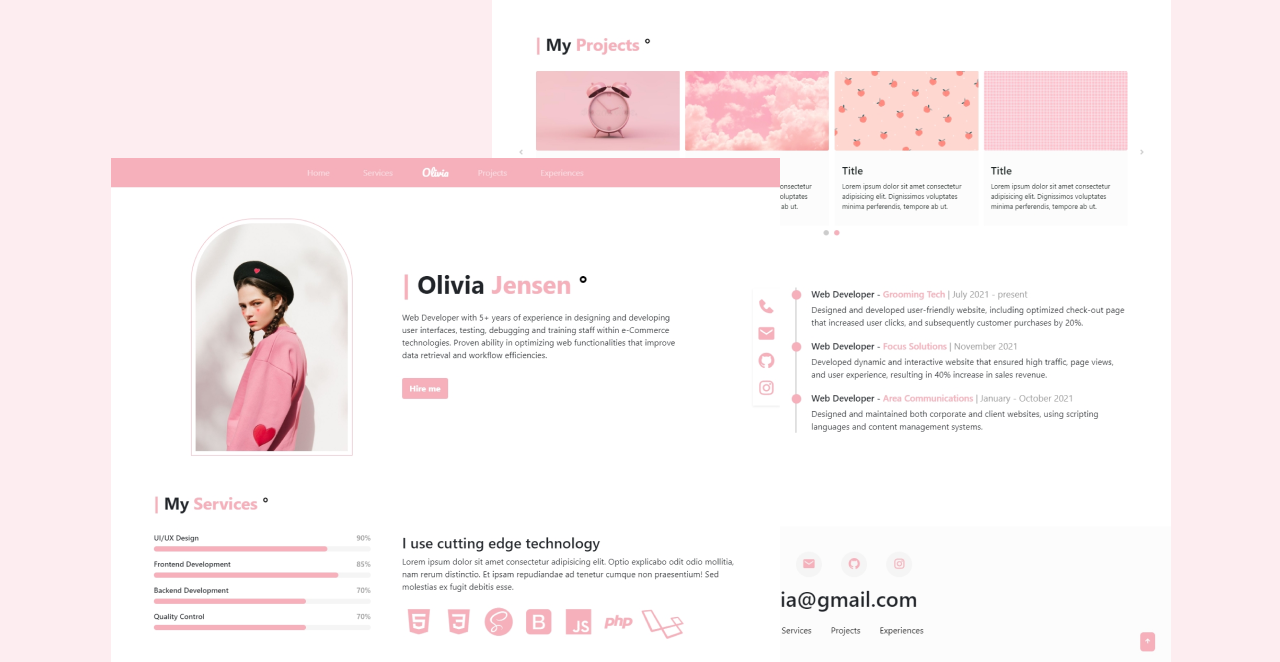 | My Projects °
Home
Services
Olivia
Projects
Experiences
onsectetur
voluptates
ab ut.
Title
Lorem ipsum dolor sit amet consectetur
adipisicing elit. Dignissimos voluptates
minima perferendis, tempore ab ut.
Title
Lorem ipsum dolor sit amet consectetur
adipisicing elit. Dignissimos voluptates
minima perferendis, tempore ab ut.
| Olivia Jensen °
Web Developer with 5+ years of experience in designing and developing
user interfaces, testing, debugging and training staff within e-Commerce
technologies. Proven ability in optimizing web functionalities that improve
data retrieval and workflow efficiencies.
Hire me
Web Developer - Grooming Tech | July 2021 - present
Designed and developed user-friendly website, including optimized check-out page
that increased user clicks, and subsequently customer purchases by 20%.
Web Developer - Focus Solutions | November 2021
Developed dynamic and interactive website that ensured high traffic, page views,
and user experience, resulting in 40% increase in sales revenue.
Web Developer - Area Communications | January - October 2021
Designed and maintained both corporate and client websites, using scripting
languages and content management systems.
| My Services °
UI/UX Design 90%
Frontend Development 85%
Backend Development 70%
Quality Control 70%
I use cutting edge technology
Lorem ipsum dolor sit amet consectetur adipisicing elit. Optio explicabo odit odio mollitia,
nam rerum distinctio. Et ipsam repudiandae ad tenetur cumque non praesentium! Sed
molestias ex fugit debitis esse.
5 3 B JS php
ia@gmail.com
Services Projects Experiences